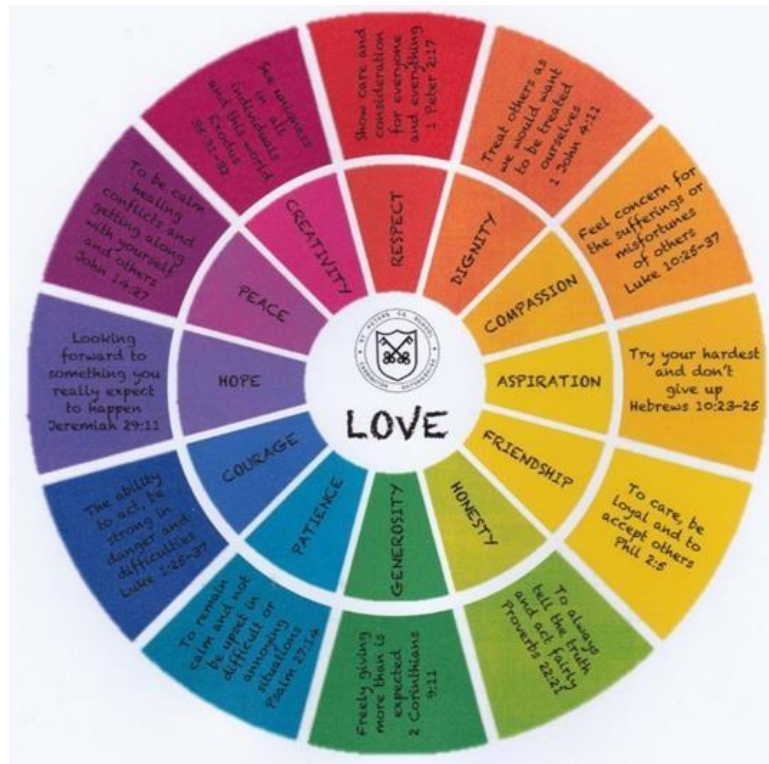 RESPECT
Show care and
consideration
for everyone
and everything
1 Peter 2:17
DIGNITY
Treat others as
we would want
to be treated
ourselves
1 John 4:11
COMPASSION
Feel concern for
the sufferings or
misfortunes
of others
Luke 10:25-37
ASPIRATION
Try your hardest
and don't
give up
Hebrews 10:23-25
FRIENDSHIP
To care, be
loyal and to
accept others
Phil 2:5
HONESTY
To always
tell the truth
and act fairly
Proverbs 22:21
GENEROSITY
Freely giving
more than is
expected
2 Corinthians
9:11
PATIENCE
To remain
calm and not
be upset in
difficult or
annoying
situations
Psalm 27:14
COURAGE
The ability
to act, be
strong in
danger and
difficulties
Luke 1:25-37
HOPE
Looking
forward to
something you
really expect
to happen
Jeremiah 29:11
PEACE
To be calm
healing
conflicts and
getting along
with yourself
and others
John 14:27
CREATIVITY
See
in all
individuals
and this world
Exodus
LOVE
ST PETERS CE SCHOOL